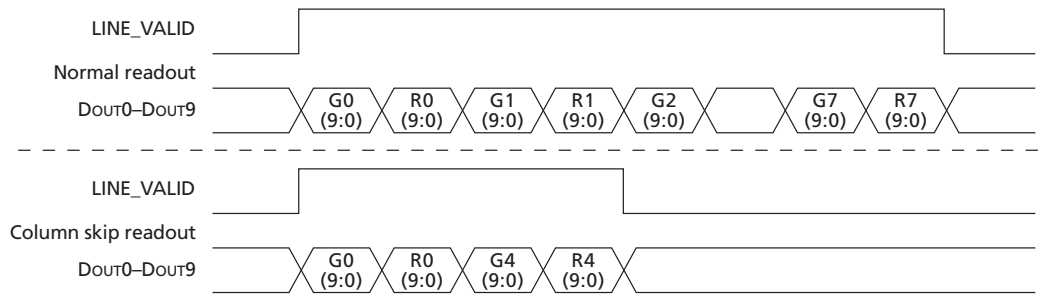 LINE_VALID
Normal readout
DOUT0–DOUT9
G0 (9:0) R0 (9:0) G1 (9:0) R1 (9:0) G2 (9:0) G7 (9:0) R7 (9:0)
LINE_VALID
Column skip readout
DOUT0–DOUT9
G0 (9:0) R0 (9:0) G4 (9:0) R4 (9:0)